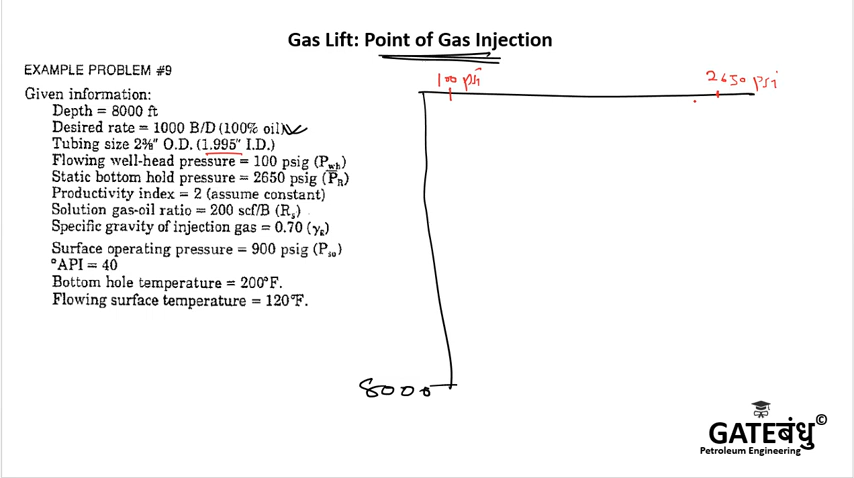 Gas Lift: Point of Gas Injection
EXAMPLE PROBLEM #9
Given information:
Depth = 8000 ft
Desired rate = 1000 B/D (100% oil)
Tubing size 2⅜" O.D. (1.995" I.D.)
Flowing well-head pressure = 100 psig (Pwh)
Static bottom hold pressure = 2650 psig (P̅R)
Productivity index = 2 (assume constant)
Solution gas-oil ratio = 200 scf/B (Rs)
Specific gravity of injection gas = 0.70 (γg)
Surface operating pressure = 900 psig (Pso)
°API = 40
Bottom hole temperature = 200°F.
Flowing surface temperature = 120°F.
100 psi
2650 psi
8000
GATEबंधु©
Petroleum Engineering